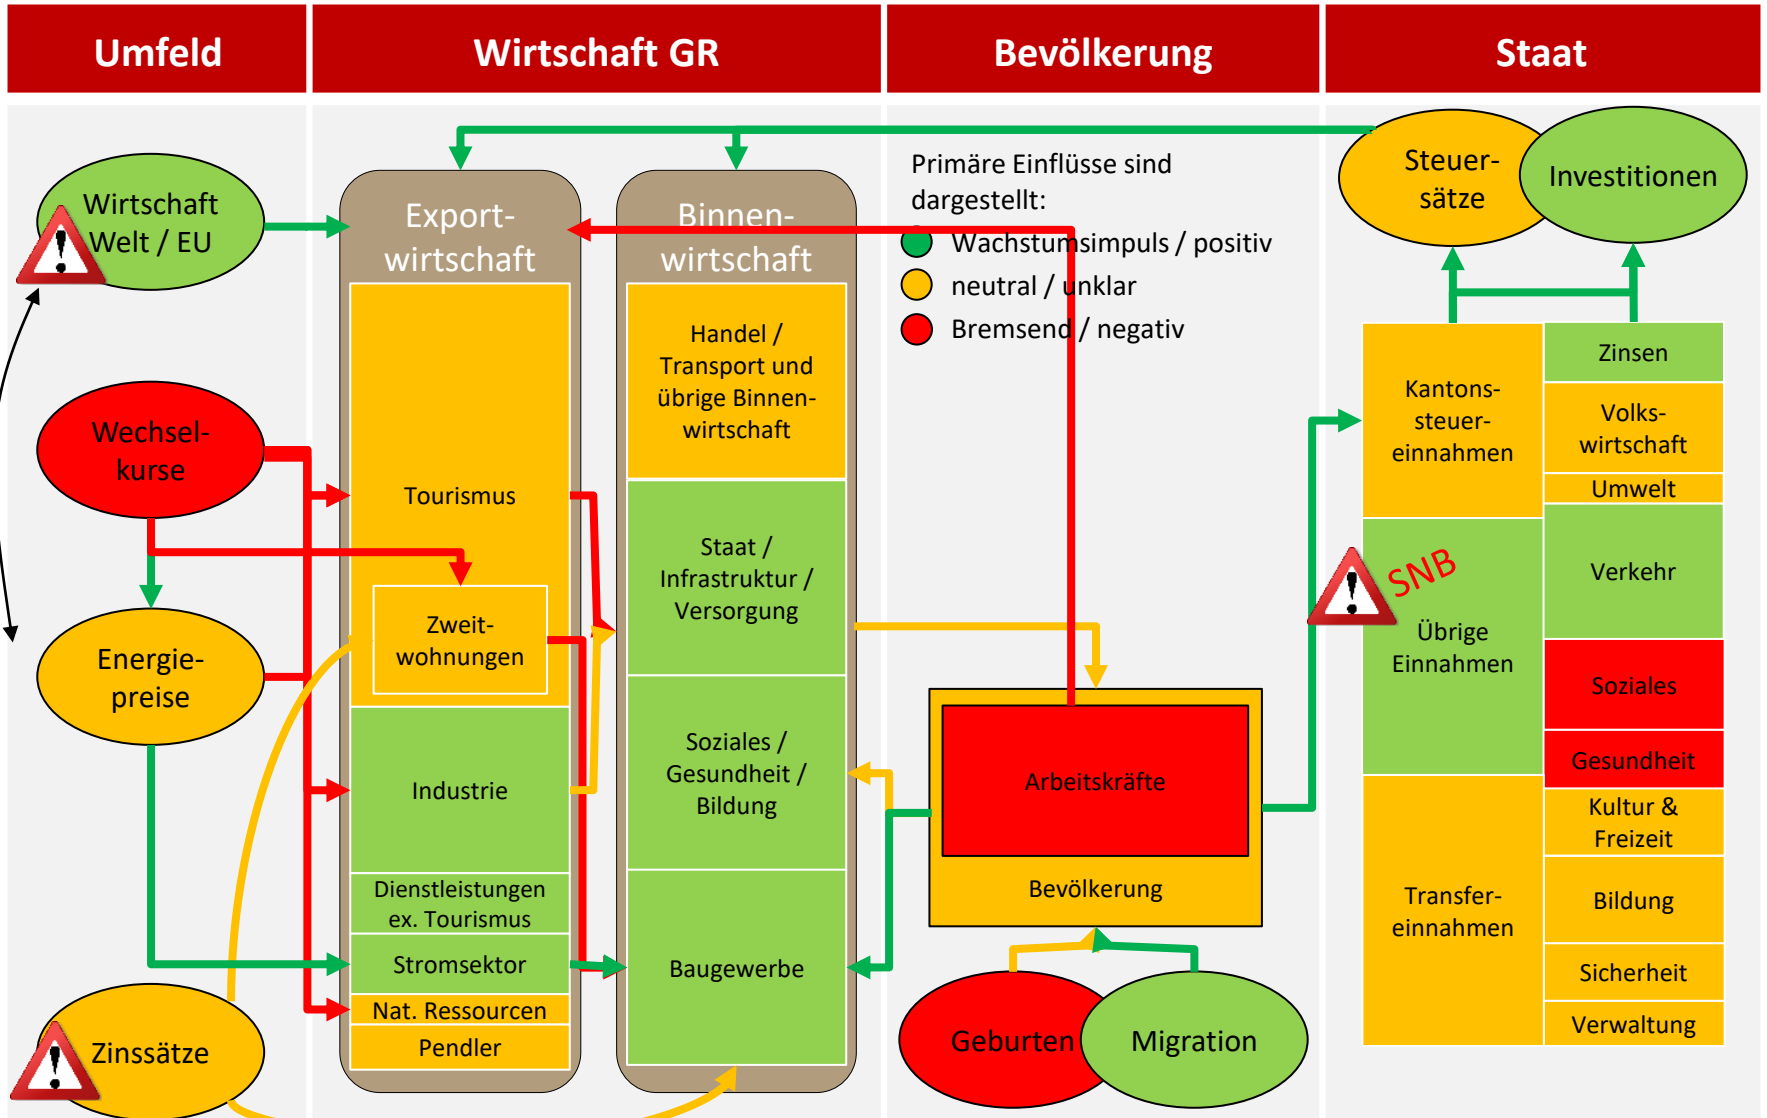 Umfeld
Wirtschaft GR
Bevölkerung
Staat
Wirtschaft
Welt / EU
Wechsel-
kurse
Energie-
preise
Zinssätze
Export-
wirtschaft
Tourismus
Zweit-
wohnungen
Industrie
Dienstleistungen
ex. Tourismus
Stromsektor
Nat. Ressourcen
Pendler
Binnen-
wirtschaft
Handel /
Transport und
übrige Binnen-
wirtschaft
Staat /
Infrastruktur /
Versorgung
Soziales /
Gesundheit /
Bildung
Baugewerbe
Primäre Einflüsse sind
dargestellt:
Wachstumsimpuls / positiv
neutral / unklar
Bremsend / negativ
Arbeitskräfte
Bevölkerung
Geburten
Migration
Steuer-
sätze
Investitionen
Kantons-
steuer-
einnahmen
SNB
Übrige
Einnahmen
Transfer-
einnahmen
Zinsen
Volks-
wirtschaft
Umwelt
Verkehr
Soziales
Gesundheit
Kultur &
Freizeit
Bildung
Sicherheit
Verwaltung